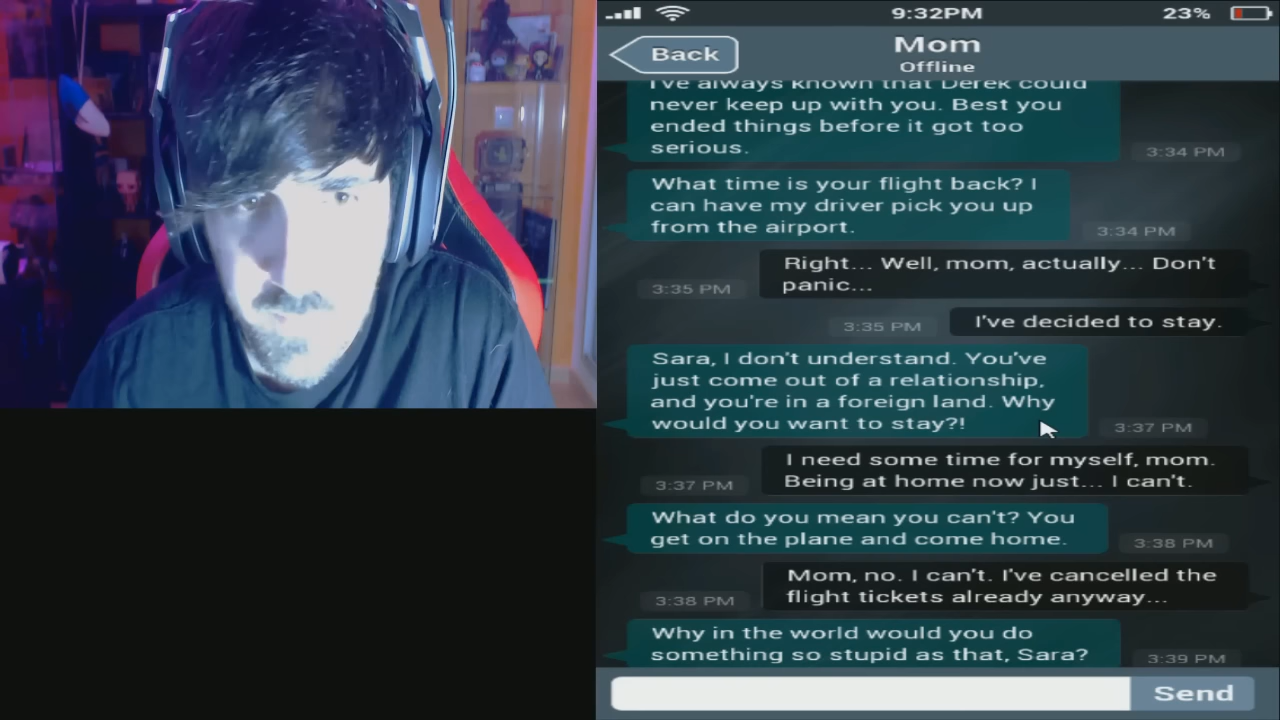 9:32PM
23%
Back
Mom
Offline
I've always known that Derek could
never keep up with you. Best you
ended things before it got too
serious.
3:34 PM
What time is your flight back? I
can have my driver pick you up
from the airport.
3:34 PM
Right... Well, mom, actually... Don't
panic...
3:35 PM
I've decided to stay.
3:35 PM
Sara, I don't understand. You've
just come out of a relationship,
and you're in a foreign land. Why
would you want to stay?!
3:37 PM
I need some time for myself, mom.
Being at home now just... I can't.
3:37 PM
What do you mean you can't? You
get on the plane and come home.
3:38 PM
Mom, no. I can't. I've cancelled the
flight tickets already anyway...
3:38 PM
Why in the world would you do
something so stupid as that, Sara?
3:39 PM
Send